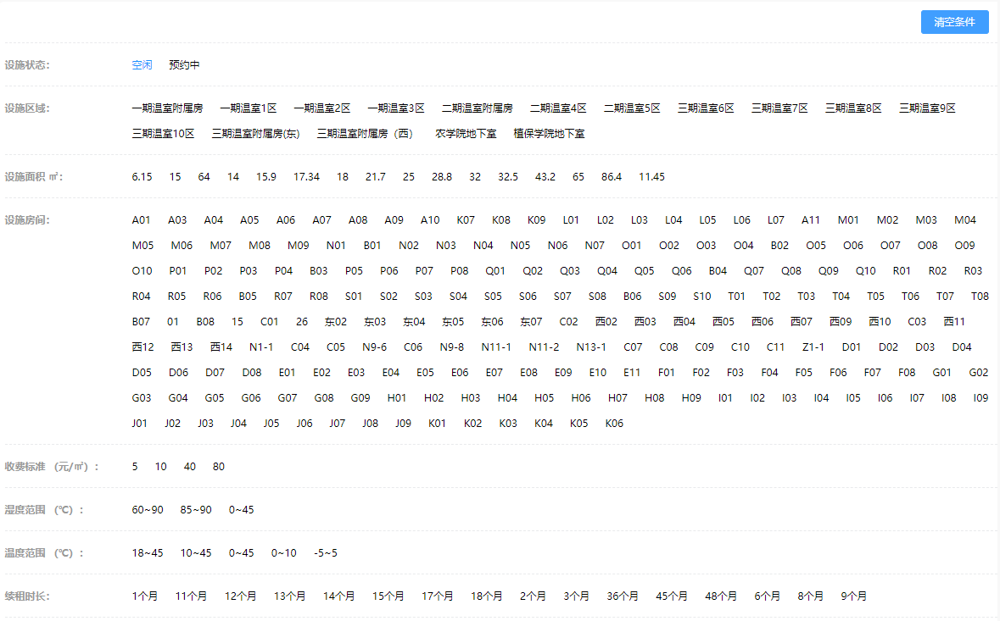 清空条件
设施状态: 空闲 预约中
设施区域: 一期温室附属房 一期温室1区 一期温室2区 一期温室3区 二期温室附属房 二期温室4区 二期温室5区 三期温室6区 三期温室7区 三期温室8区 三期温室9区
三期温室10区 三期温室附属房(东) 三期温室附属房（西） 农学院地下室 植保学院地下室
设施面积 ㎡: 6.15 15 64 14 15.9 17.34 18 21.7 25 28.8 32 32.5 43.2 65 86.4 11.45
设施房间: A01 A03 A04 A05 A06 A07 A08 A09 A10 K07 K08 K09 L01 L02 L03 L04 L05 L06 L07 A11 M01 M02 M03 M04
M05 M06 M07 M08 M09 N01 B01 N02 N03 N04 N05 N06 N07 O01 O02 O03 O04 B02 O05 O06 O07 O08 O09
O10 P01 P02 P03 P04 B03 P05 P06 P07 P08 Q01 Q02 Q03 Q04 Q05 Q06 B04 Q07 Q08 Q09 Q10 R01 R02 R03
R04 R05 R06 B05 R07 R08 S01 S02 S03 S04 S05 S06 S07 S08 B06 S09 S10 T01 T02 T03 T04 T05 T06 T07 T08
B07 01 B08 15 C01 26 东02 东03 东04 东05 东06 东07 C02 西02 西03 西04 西05 西06 西07 西09 西10 C03 西11
西12 西13 西14 N1-1 C04 C05 N9-6 C06 N9-8 N11-1 N11-2 N13-1 C07 C08 C09 C10 C11 Z1-1 D01 D02 D03 D04
D05 D06 D07 D08 E01 E02 E03 E04 E05 E06 E07 E08 E09 E10 E11 F01 F02 F03 F04 F05 F06 F07 F08 G01 G02
G03 G04 G05 G06 G07 G08 G09 H01 H02 H03 H04 H05 H06 H07 H08 H09 I01 I02 I03 I04 I05 I06 I07 I08 I09
J01 J02 J03 J04 J05 J06 J07 J08 J09 K01 K02 K03 K04 K05 K06
收费标准 （元/㎡）: 5 10 40 80
湿度范围 （℃）: 60~90 85~90 0~45
温度范围 （℃）: 18~45 10~45 0~45 0~10 -5~5
续租时长: 1个月 11个月 12个月 13个月 14个月 15个月 17个月 18个月 2个月 3个月 36个月 45个月 48个月 6个月 8个月 9个月